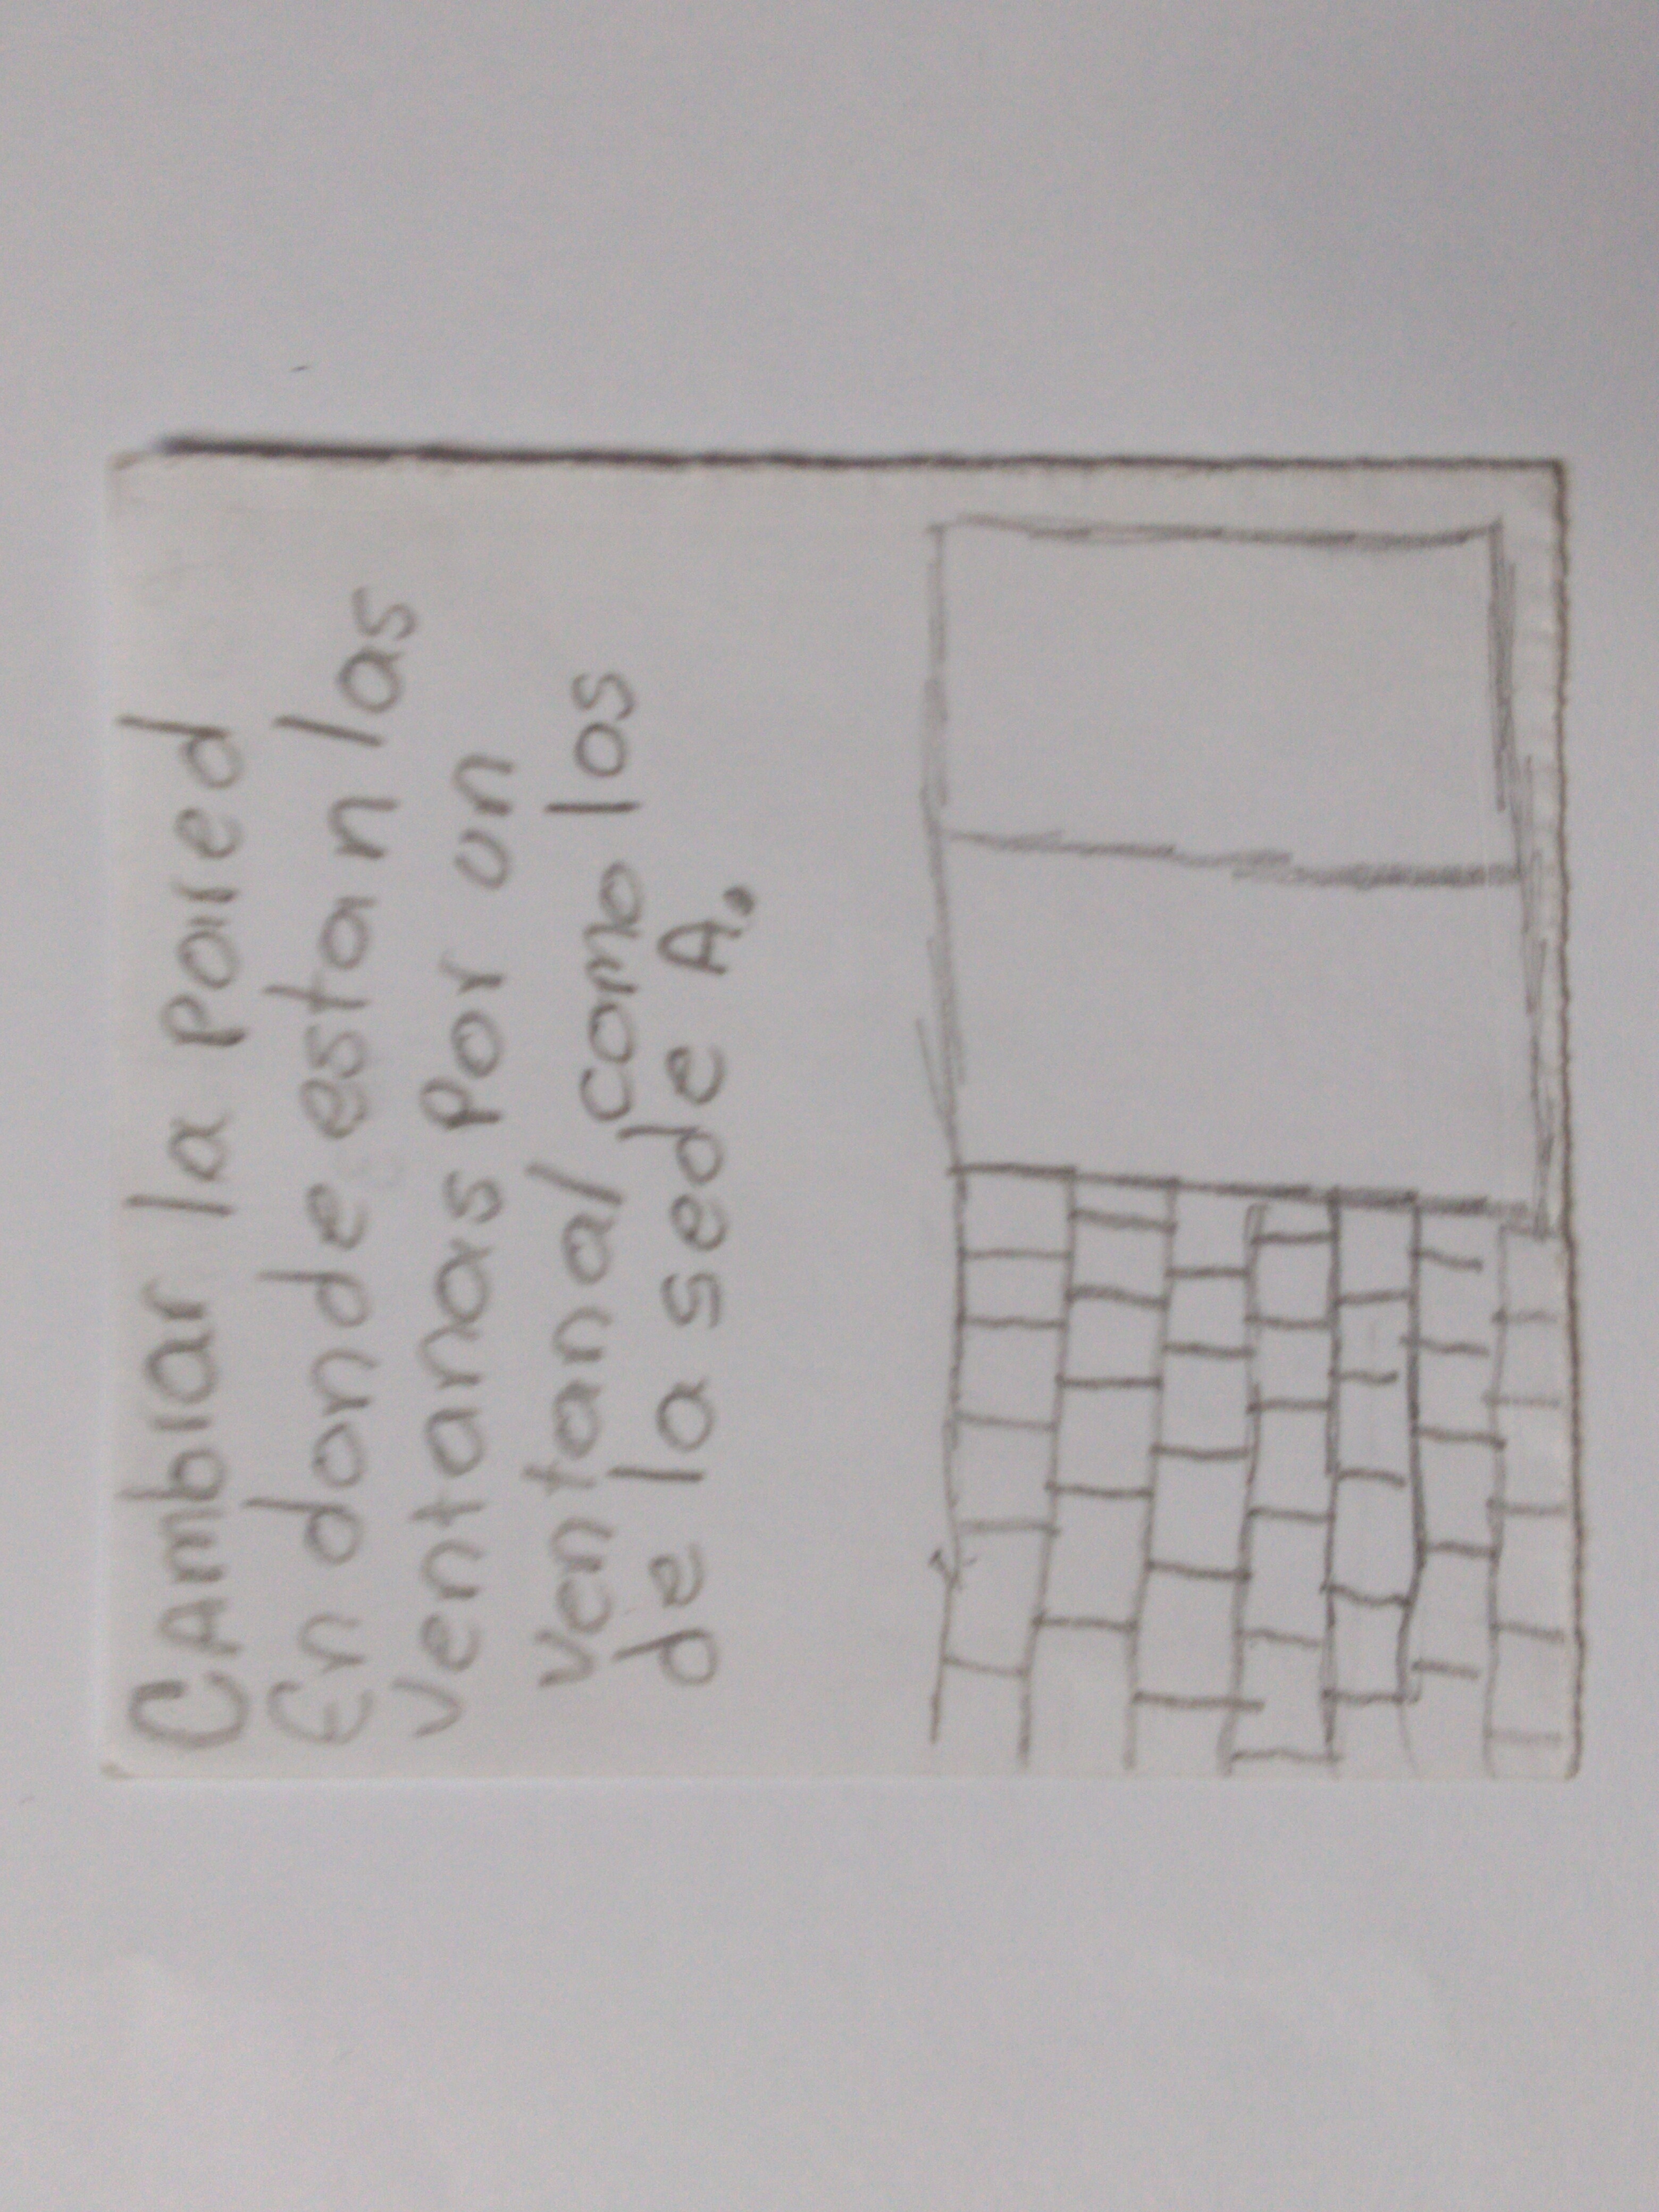 CAmbiar la pared
En donde estan las
ventanas Por un
ventanal como los
de la sede A.